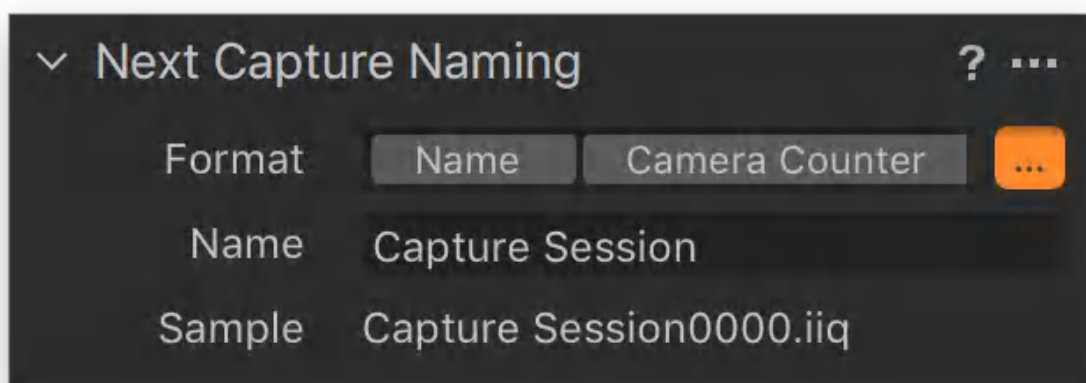 Next Capture Naming ? ...
Format Name Camera Counter ...
Name Capture Session
Sample Capture Session0000.iiq